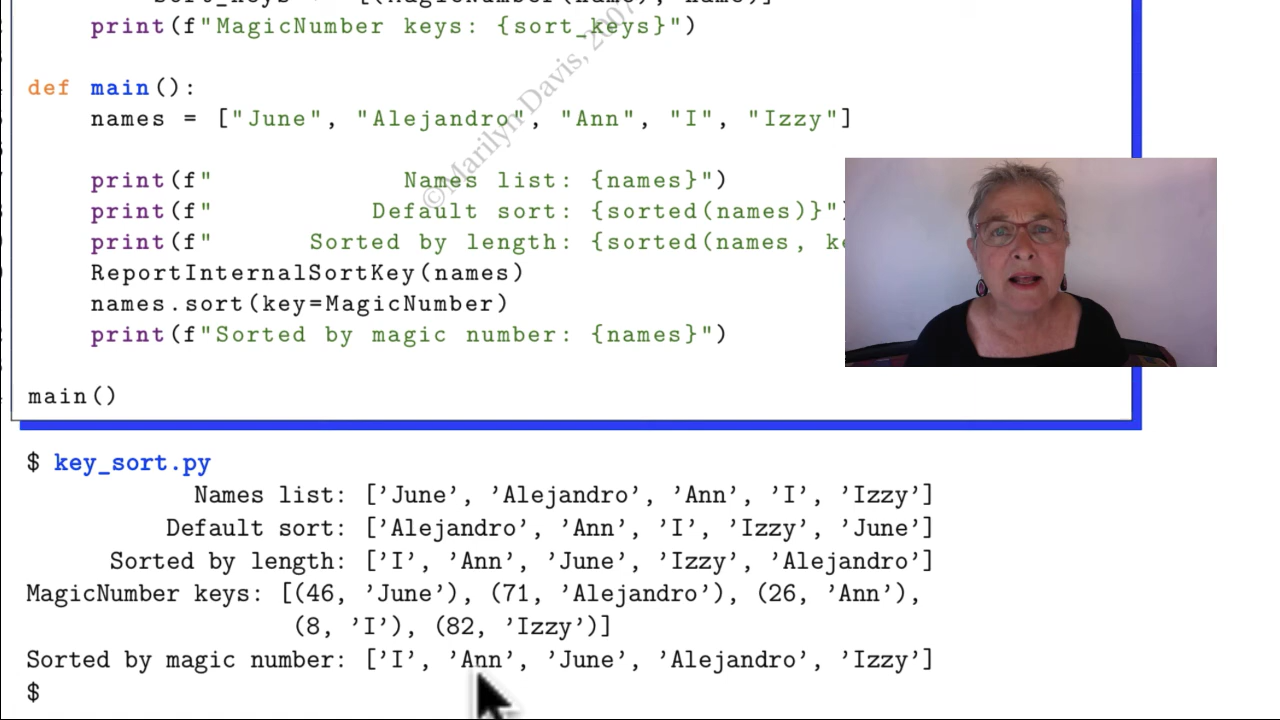 print(f"MagicNumber keys: {sort_keys}")
def main():
names = ["June", "Alejandro", "Ann", "I", "Izzy"]
print(f" Names list: {names}")
print(f" Default sort: {sorted(names)}")
print(f" Sorted by length: {sorted(names,
ReportInternalSortKey(names)
names.sort(key=MagicNumber)
print(f"Sorted by magic number: {names}")
main()
©Marilyn Davis,
$ key_sort.py
Names list: ['June', 'Alejandro', 'Ann', 'I', 'Izzy']
Default sort: ['Alejandro', 'Ann', 'I', 'Izzy', 'June']
Sorted by length: ['I', 'Ann', 'June', 'Izzy', 'Alejandro']
MagicNumber keys: [(46, 'June'), (71, 'Alejandro'), (26, 'Ann'),
(8, 'I'), (82, 'Izzy')]
Sorted by magic number: ['I', 'Ann', 'June', 'Alejandro', 'Izzy']
$